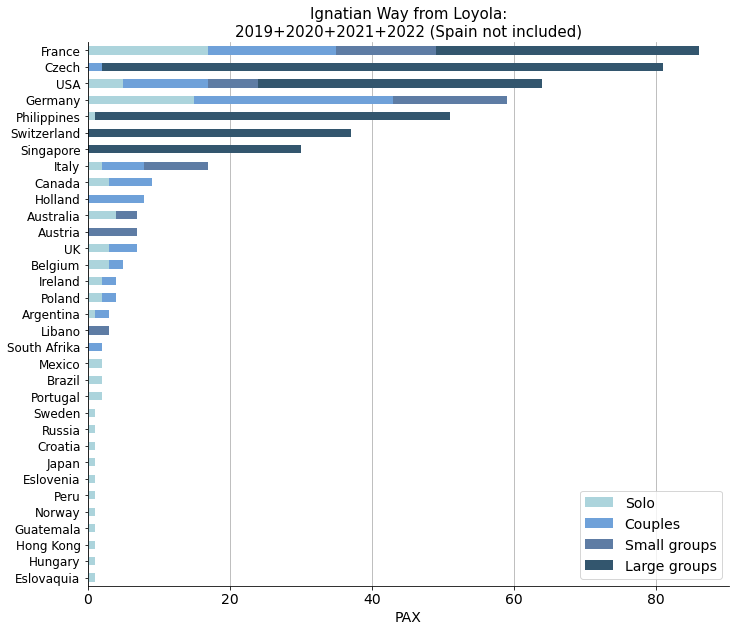 Ignatian Way from Loyola:
2019+2020+2021+2022 (Spain not included)
France
Czech
USA
Germany
Philippines
Switzerland
Singapore
Italy
Canada
Holland
Australia
Austria
UK
Belgium
Ireland
Poland
Argentina
Libano
South Afrika
Mexico
Brazil
Portugal
Sweden
Russia
Croatia
Japan
Eslovenia
Peru
Norway
Guatemala
Hong Kong
Hungary
Eslovaquia
Solo
Couples
Small groups
Large groups
0 20 40 60 80
PAX